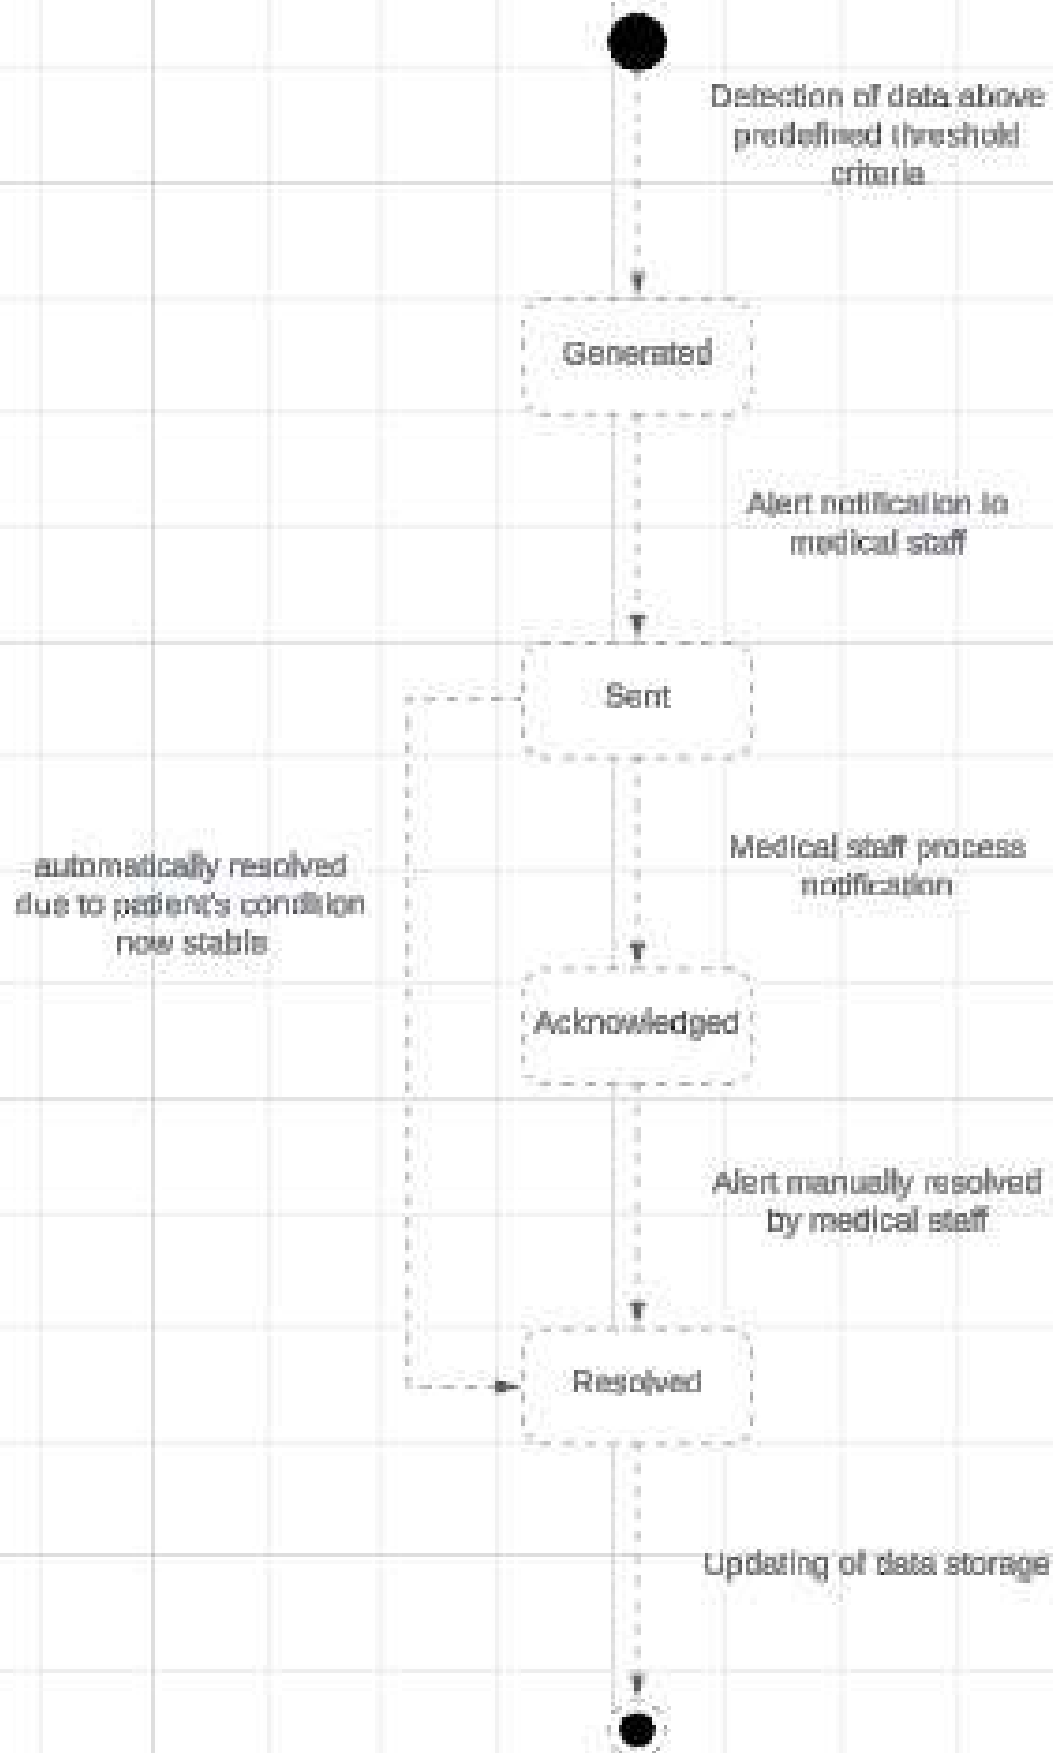 Detection of data above
predefined threshold
criteria
Generated
Alert notification to
medical staff
Sent
Medical staff process
notification
automatically resolved
due to patient's condition
now stable
Acknowledged
Alert manually resolved
by medical staff
Resolved
Updating of data storage